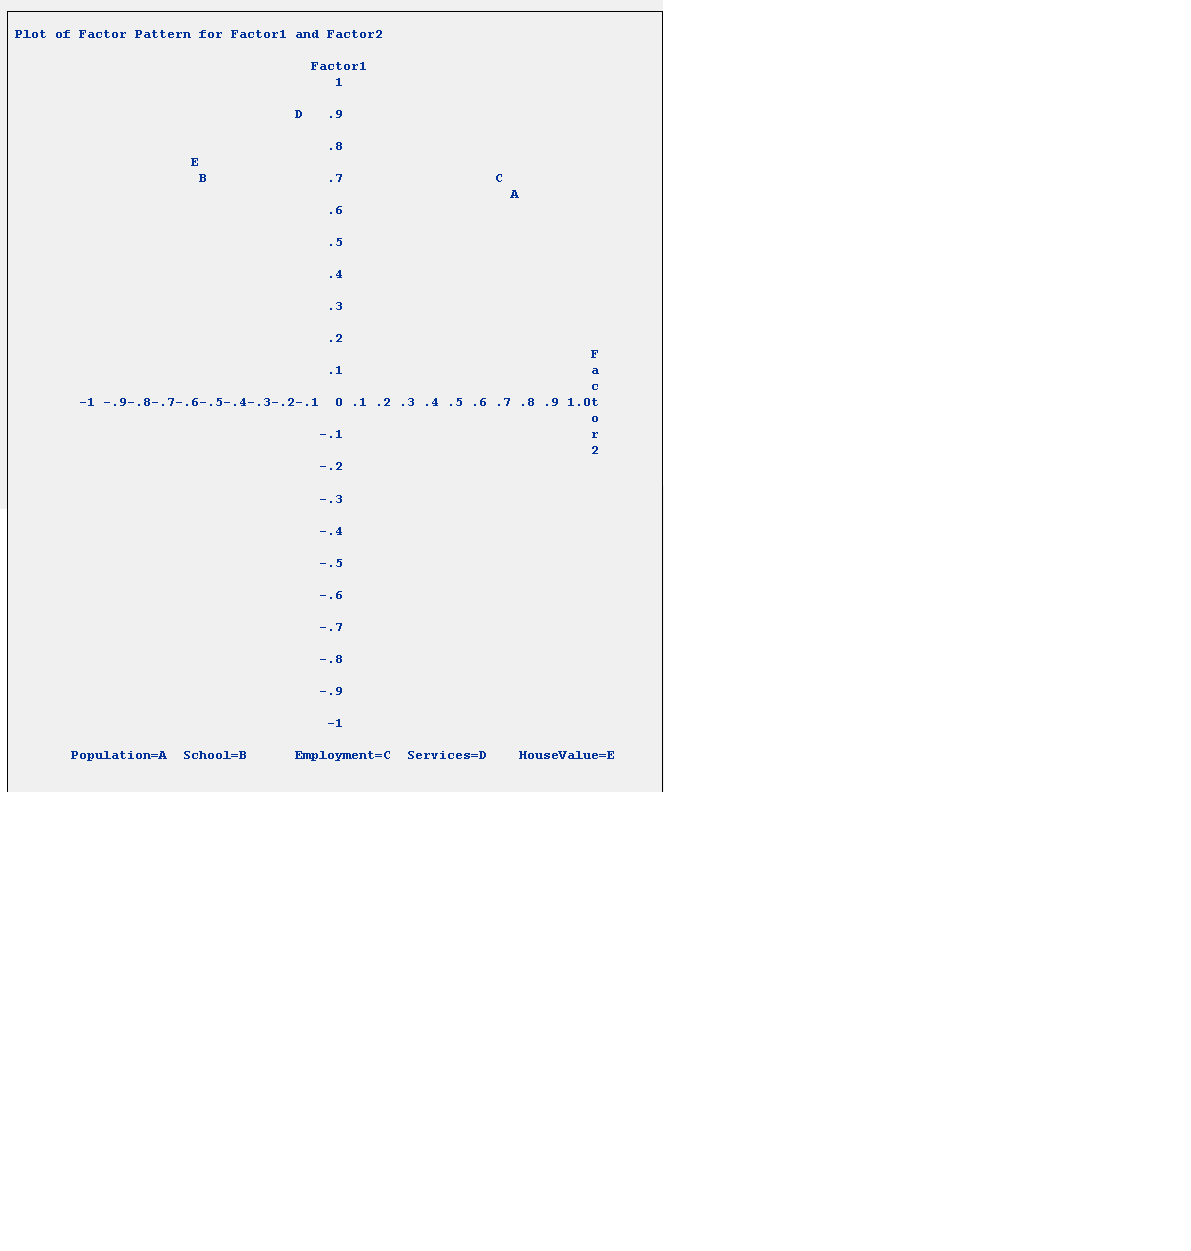 Plot of Factor Pattern for Factor1 and Factor2
Factor1
1
D .9
.8
E
B .7 C
A
.6
.5
.4
.3
.2
F
.1 a
c
-1 -.9-.8-.7-.6-.5-.4-.3-.2-.1 0 .1 .2 .3 .4 .5 .6 .7 .8 .9 1.0t
o
-.1 r
2
-.2
-.3
-.4
-.5
-.6
-.7
-.8
-.9
-1
Population=A School=B Employment=C Services=D HouseValue=E